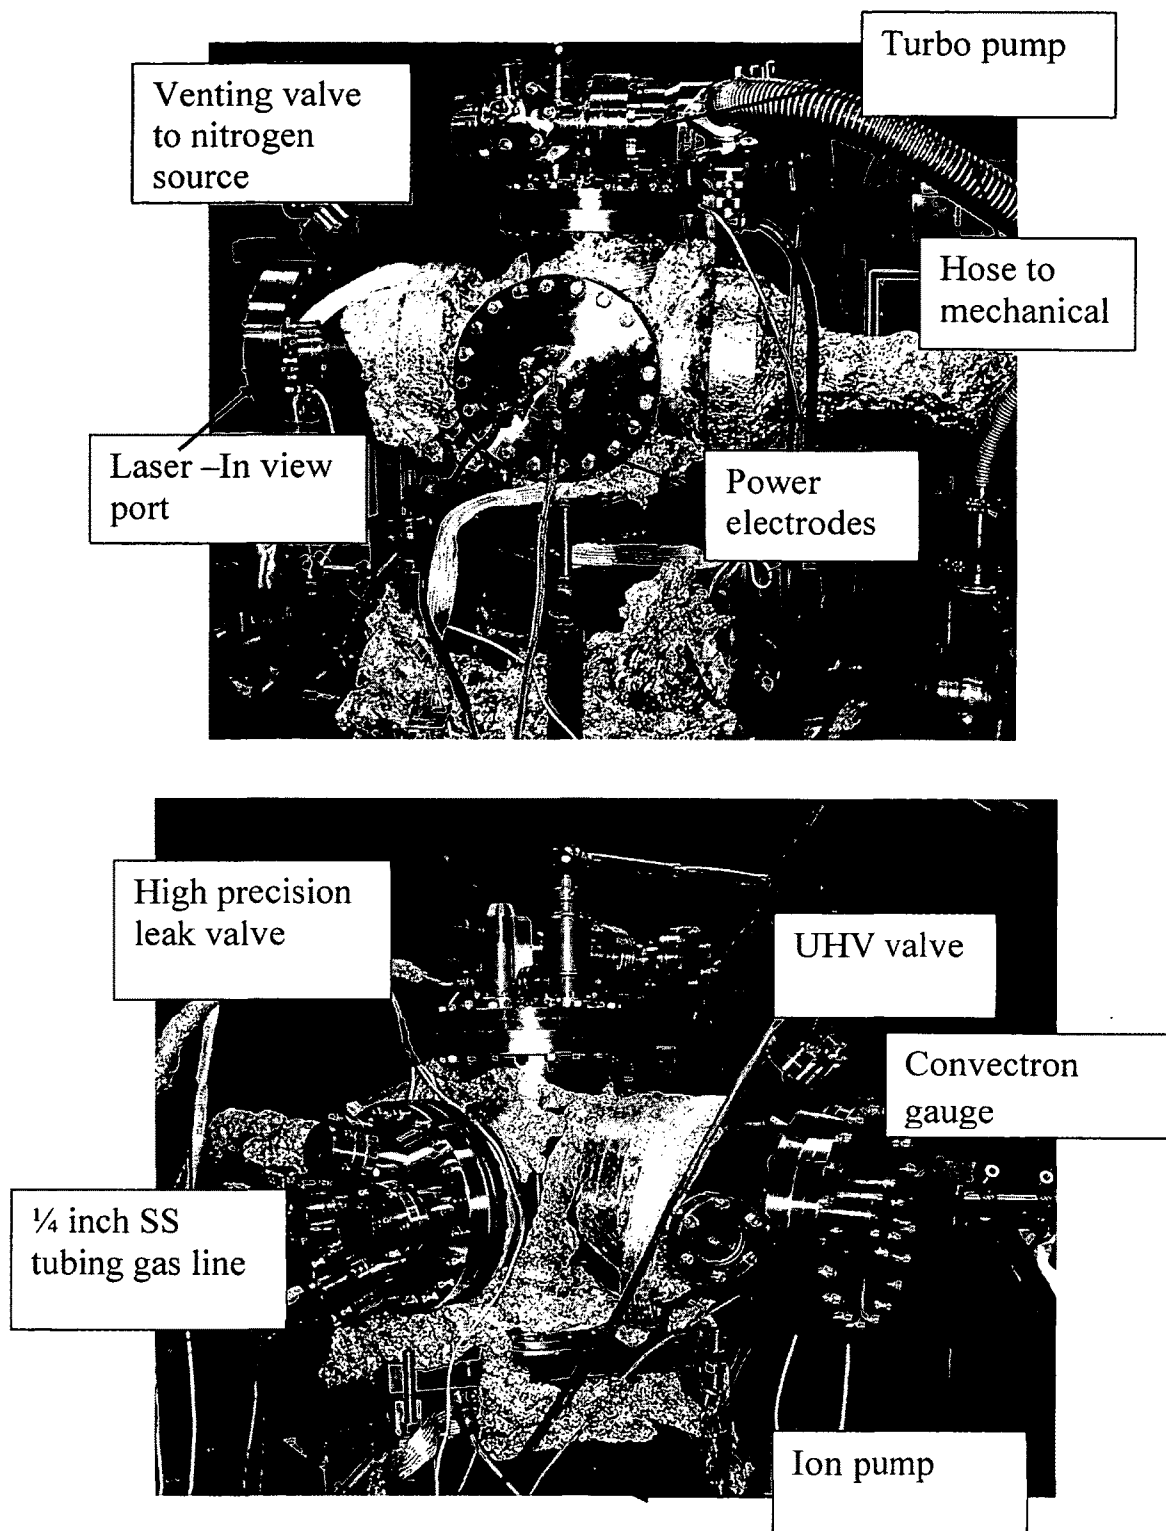 Turbo pump
Venting valve
to nitrogen
source
Hose to
mechanical
Laser –In view
port
Power
electrodes
High precision
leak valve
UHV valve
Convectron
gauge
¼ inch SS
tubing gas line
Ion pump